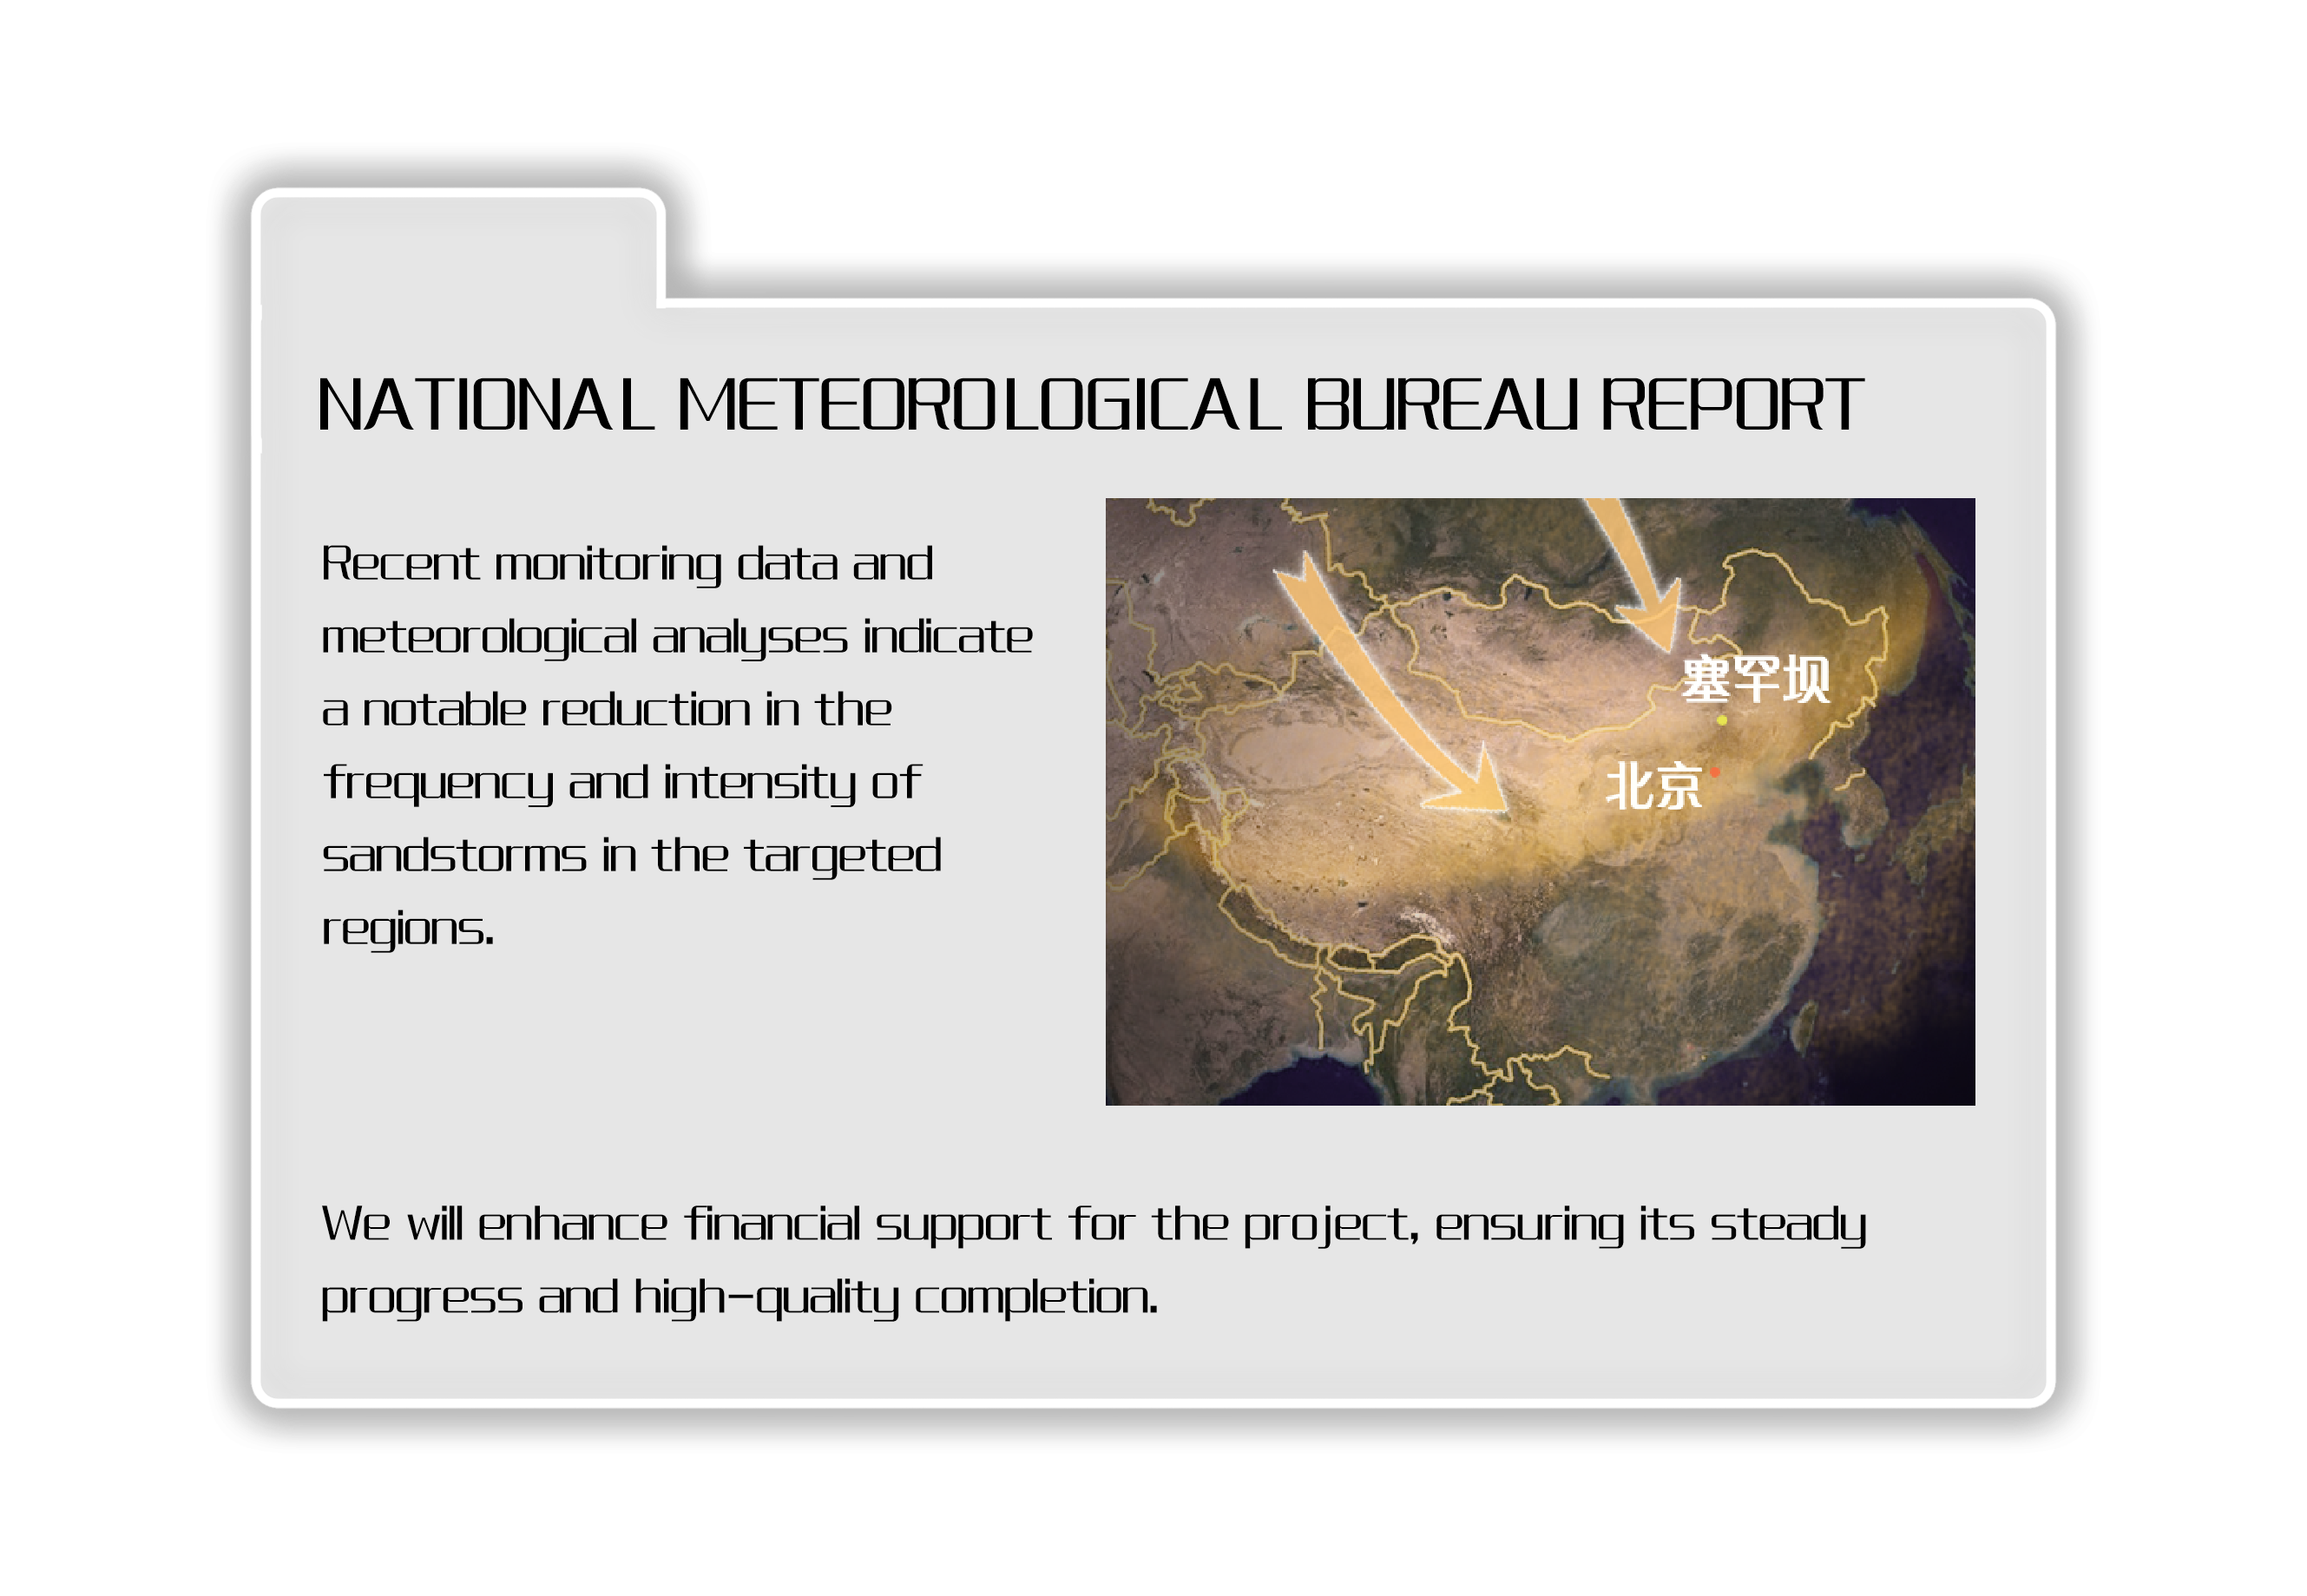 NATIONAL METEOROLOGICAL BUREAU REPORT
Recent monitoring data and
meteorological analyses indicate
a notable reduction in the
frequency and intensity of
sandstorms in the targeted
regions.
塞罕坝
北京
We will enhance financial support for the project, ensuring its steady
progress and high-quality completion.